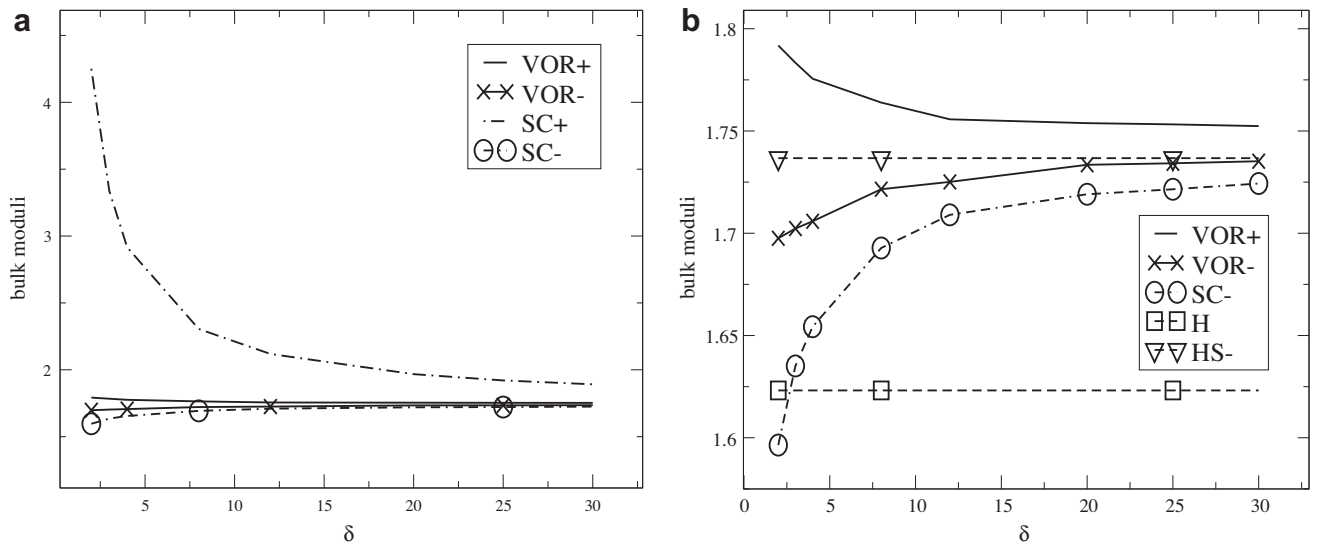 a
bulk moduli
4
3
2
5
10
15
20
25
30
δ
VOR+
VOR-
SC+
SC-
b
bulk moduli
1.8
1.75
1.7
1.65
1.6
0
5
10
15
20
25
30
δ
VOR+
VOR-
SC-
H
HS-